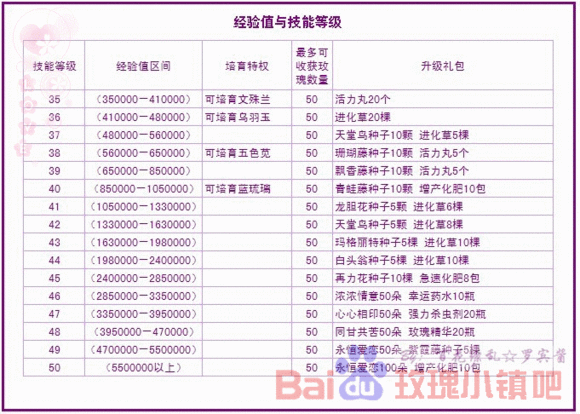 经验值与技能等级
技能等级 经验值区间 培育特权 最多可收获玫瑰数量 升级礼包
35 （350000—410000） 可培育文殊兰 50 活力丸20个
36 （410000—480000） 可培育乌羽玉 50 进化草20棵
37 （480000—560000） 50 天堂鸟种子10颗 进化草5棵
38 （560000—650000） 可培育五色苋 50 珊瑚藤种子10颗 活力丸5个
39 （650000—850000） 50 飘香藤种子10颗 活力丸5个
40 （850000—1050000） 可培育蓝琉璃 50 青蛙藤种子10颗 增产化肥10包
41 （1050000—1330000） 50 龙胆花种子5颗 进化草6棵
42 （1330000—1630000） 50 天堂鸟种子5颗 进化草8棵
43 （1630000—1980000） 50 玛格丽特种子5棵 进化草10棵
44 （1980000—2400000） 50 白头翁种子5棵 进化草10棵
45 （2400000—2850000） 50 再力花种子10棵 急速化肥8包
46 （2850000—3350000） 50 浓浓情意50朵 幸运药水10瓶
47 （3350000—3950000） 50 心心相印50朵 强力杀虫剂20瓶
48 （3950000—470000） 50 同甘共苦50朵 玫瑰精华20瓶
49 （4700000—5500000） 50 永恒爱恋50朵 紫霞藤种子5棵
50 （5500000以上） 50 永恒爱恋100朵 增产化肥10包
乱☆罗宾酱
Bai du 玫瑰小镇吧